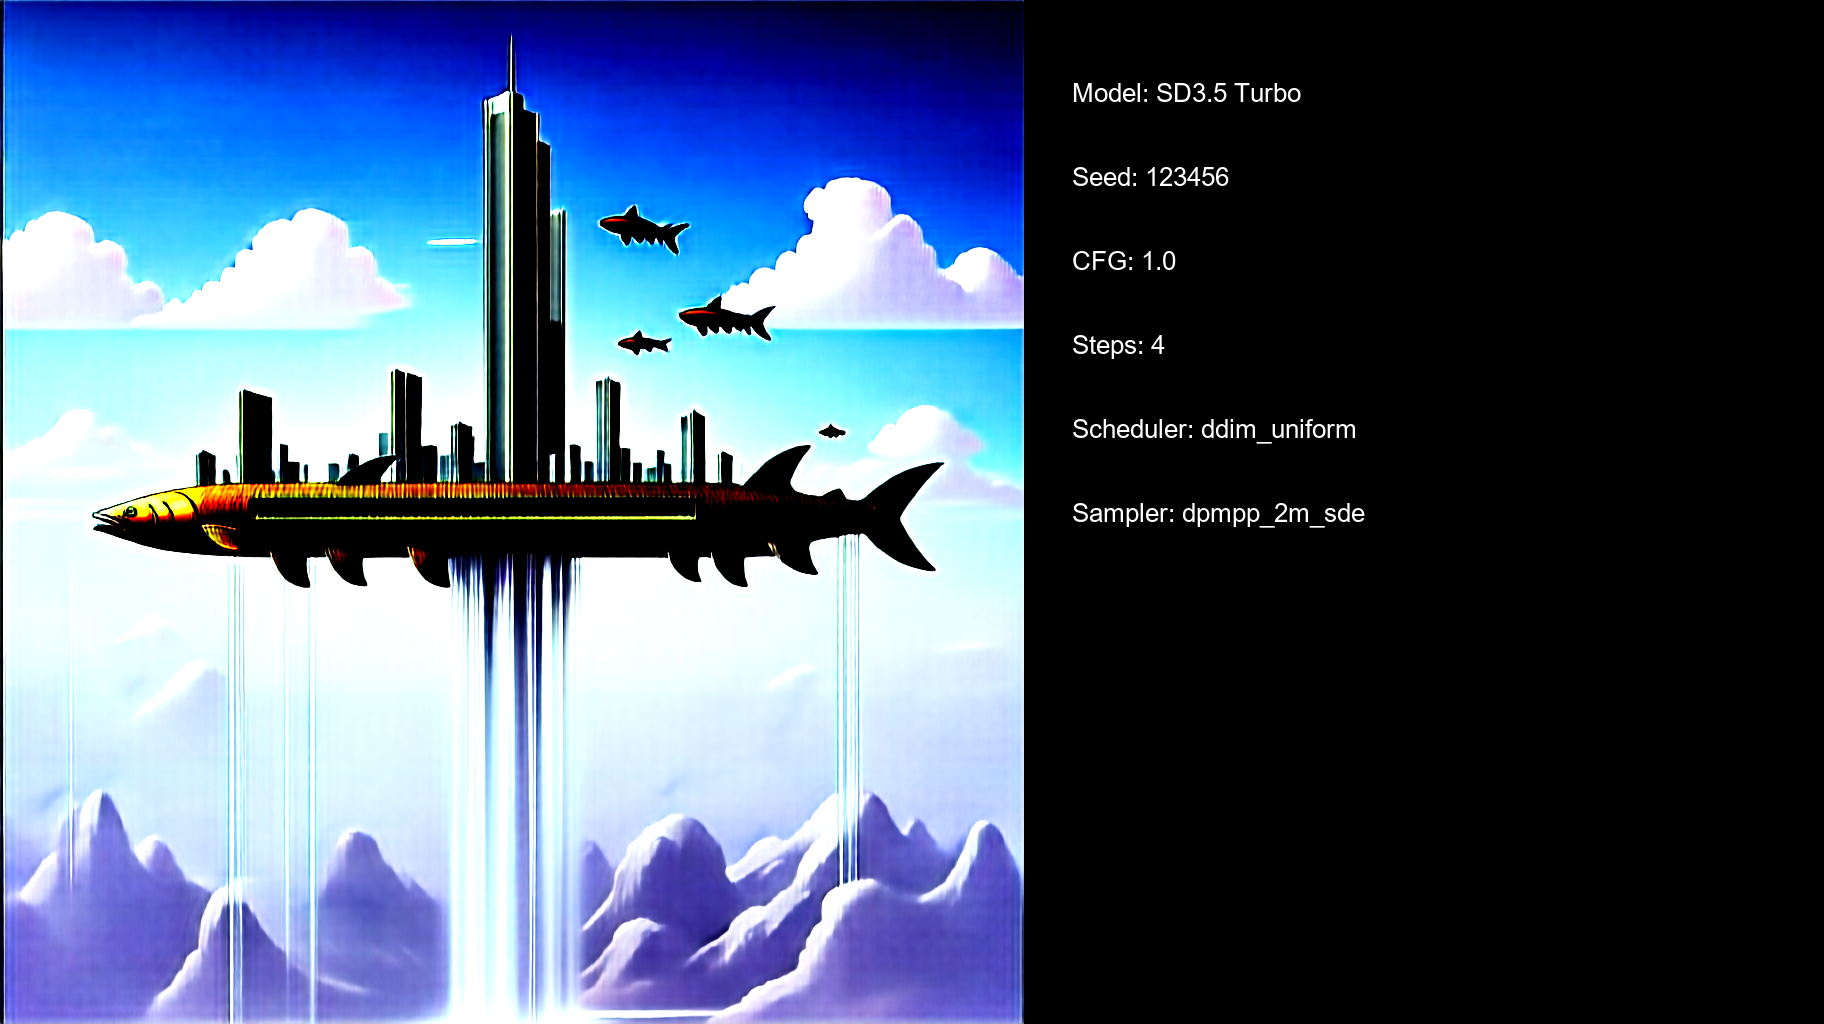 Model: SD3.5 Turbo
Seed: 123456
CFG: 1.0
Steps: 4
Scheduler: ddim_uniform
Sampler: dpmpp_2m_sde